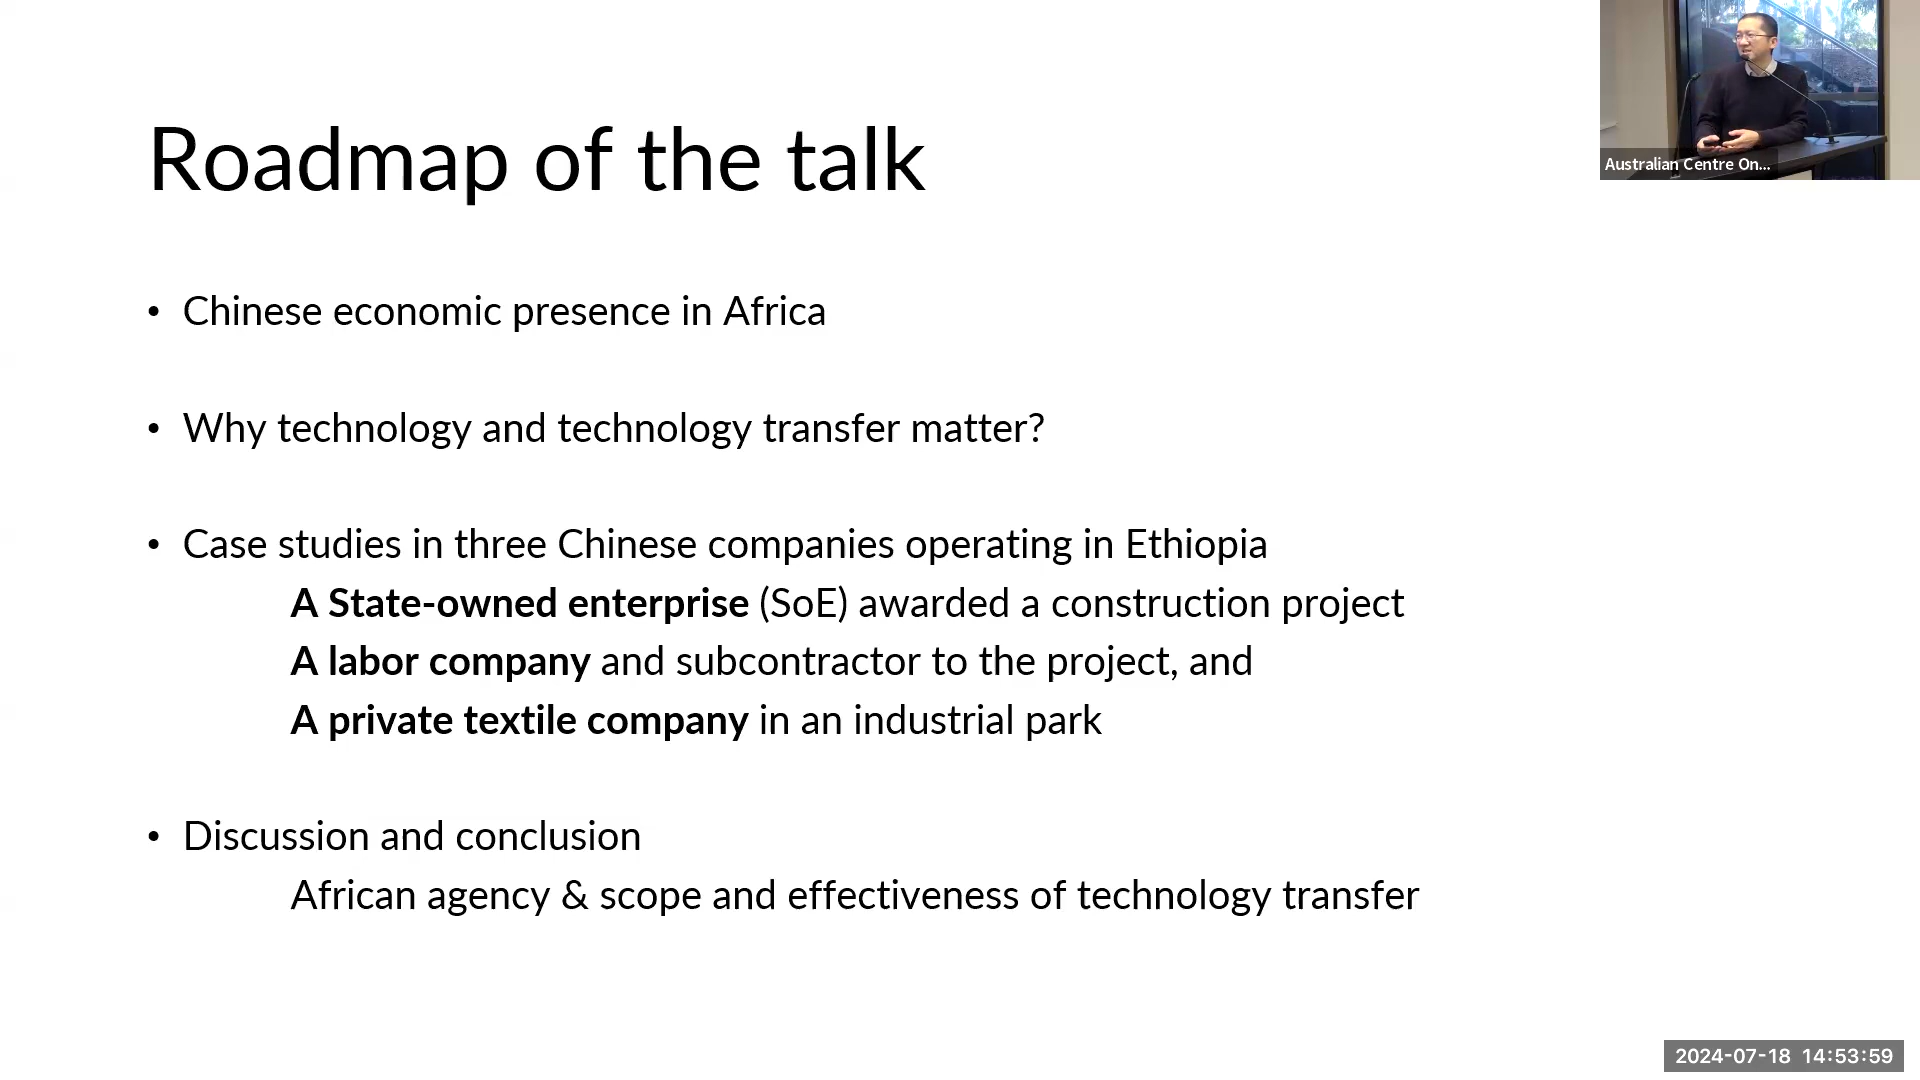 Roadmap of the talk
Australian Centre On...
• Chinese economic presence in Africa
• Why technology and technology transfer matter?
• Case studies in three Chinese companies operating in Ethiopia
A State-owned enterprise (SoE) awarded a construction project
A labor company and subcontractor to the project, and
A private textile company in an industrial park
• Discussion and conclusion
African agency & scope and effectiveness of technology transfer
2024-07-18 14:53:59